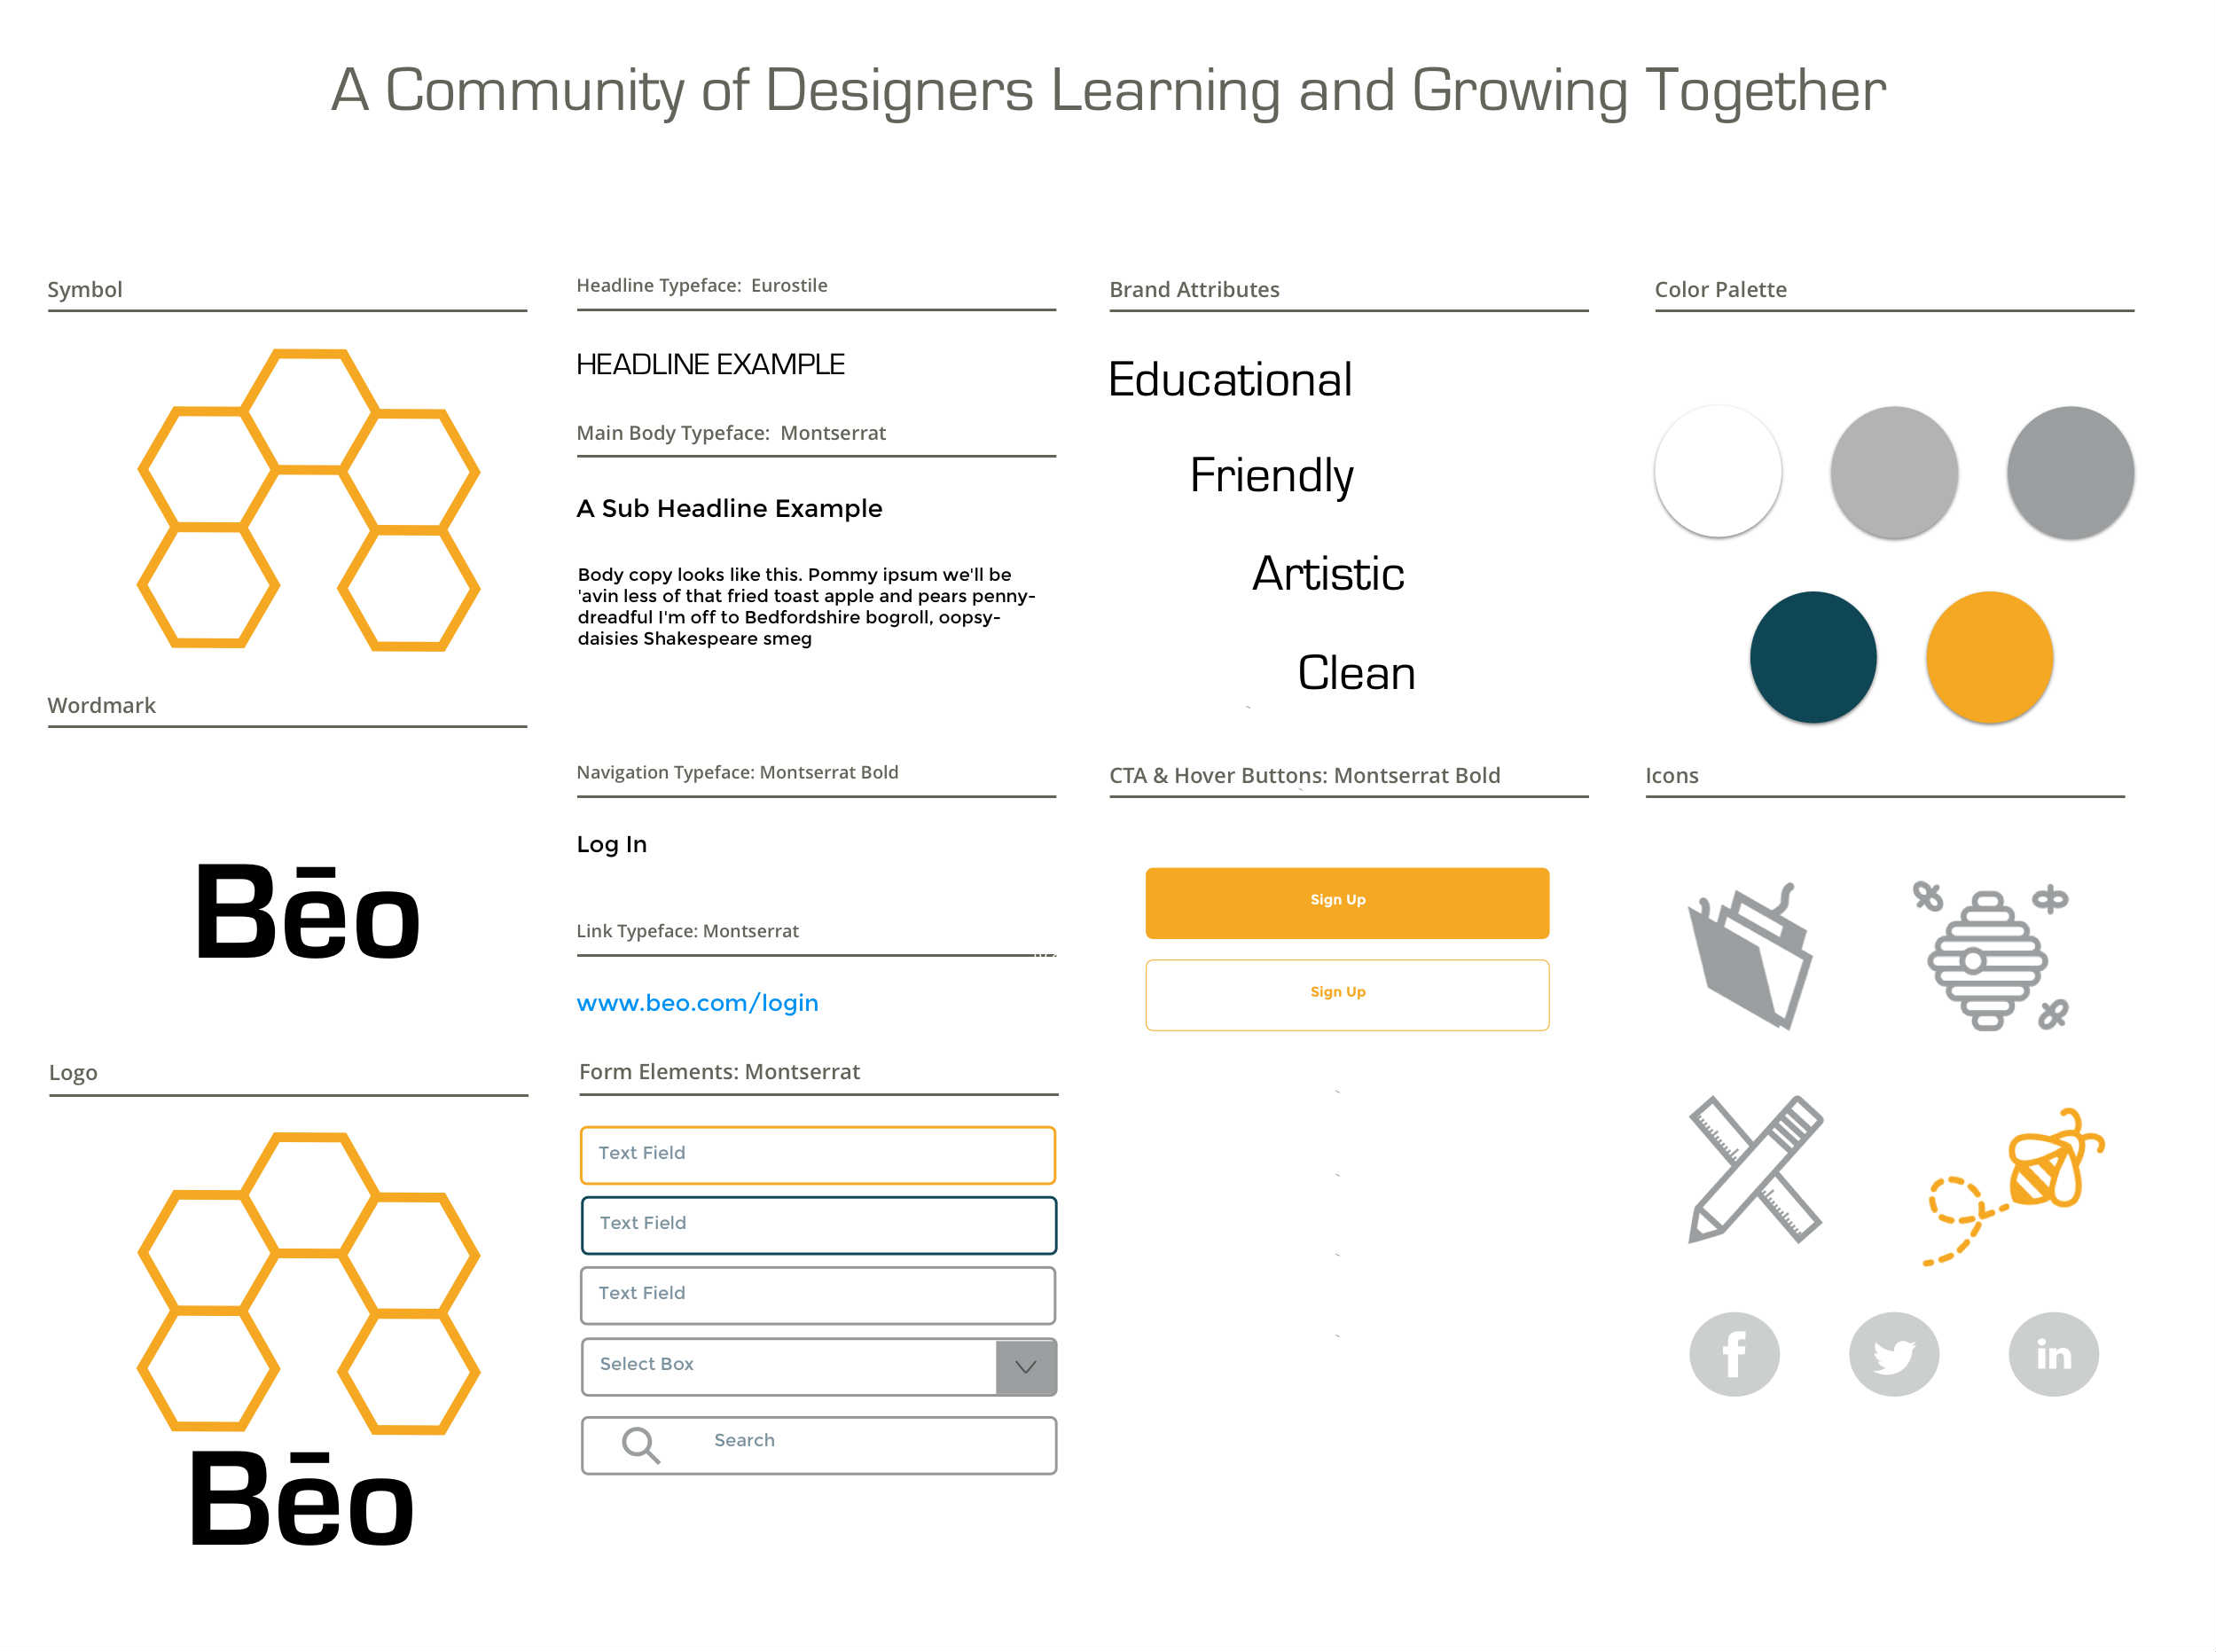 A Community of Designers Learning and Growing Together
Symbol
Wordmark
Bēo
Logo
Bēo
Headline Typeface: Eurostile
HEADLINE EXAMPLE
Main Body Typeface: Montserrat
A Sub Headline Example
Body copy looks like this. Pommy ipsum we'll be
'avin less of that fried toast apple and pears penny-
dreadful I'm off to Bedfordshire bogroll, oopsy-
daisies Shakespeare smeg
Navigation Typeface: Montserrat Bold
Log In
Link Typeface: Montserrat
www.beo.com/login
Form Elements: Montserrat
Text Field
Text Field
Text Field
Select Box
Search
Brand Attributes
Educational
Friendly
Artistic
Clean
CTA & Hover Buttons: Montserrat Bold
Sign Up
Sign Up
Color Palette
Icons
f
in